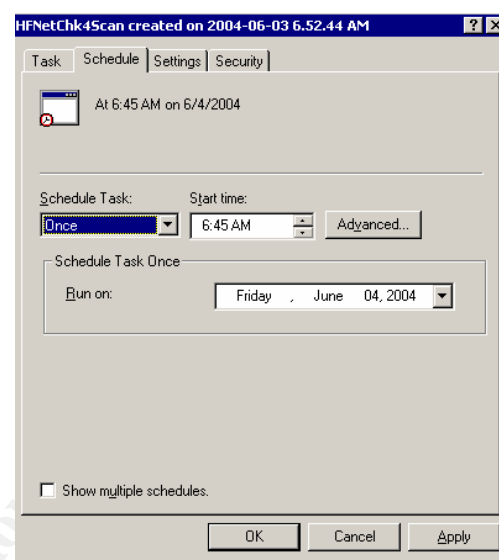 HFNetChk4Scan created on 2004-06-03 6.52.44 AM
Task Schedule Settings Security
At 6:45 AM on 6/4/2004
Schedule Task: Start time:
Once 6:45 AM Advanced...
Schedule Task Once
Run on: Friday , June 04, 2004
Show multiple schedules.
OK Cancel Apply